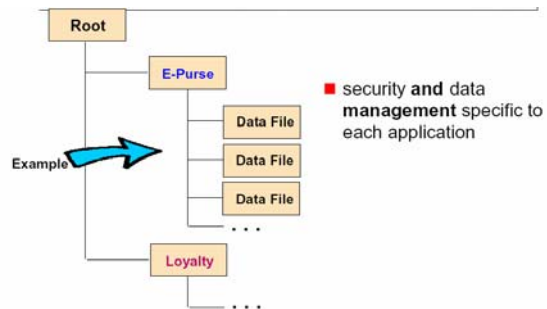 Root
E-Purse
security and data
management specific to
each application
Data File
Example
Data File
Data File
. . .
Loyalty
. . .